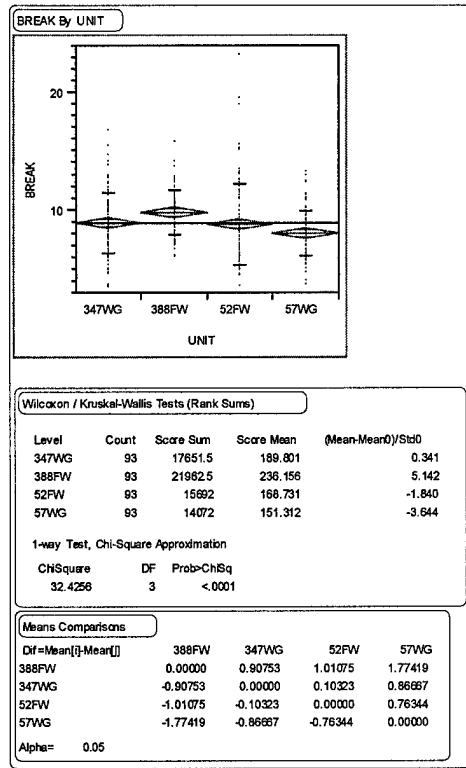 BREAK By UNIT
20
BREAK
10
347WG 388FW 52FW 57WG
UNIT
Wilcoxon / Kruskal-Wallis Tests (Rank Sums)
Level Count Score Sum Score Mean (Mean-Mean0)/Std0
347WG 93 17651.5 189.801 0.341
388FW 93 21962.5 236.156 5.142
52FW 93 15692 168.731 -1.840
57WG 93 14072 151.312 -3.644
1-way Test, Chi-Square Approximation
ChiSquare DF Prob>ChiSq
32.4256 3 <.0001
Means Comparisons
Dif=Mean[i]-Mean[j] 388FW 347WG 52FW 57WG
388FW 0.00000 0.90753 1.01075 1.77419
347WG -0.90753 0.00000 0.10323 0.86667
52FW -1.01075 -0.10323 0.00000 0.76344
57WG -1.77419 -0.86667 -0.76344 0.00000
Alpha= 0.05